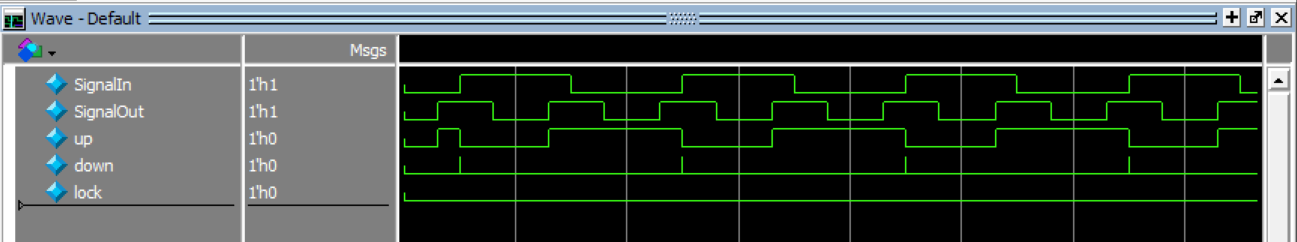 Wave - Default
Msgs
SignalIn 1'h1
SignalOut 1'h1
up 1'h0
down 1'h0
lock 1'h0